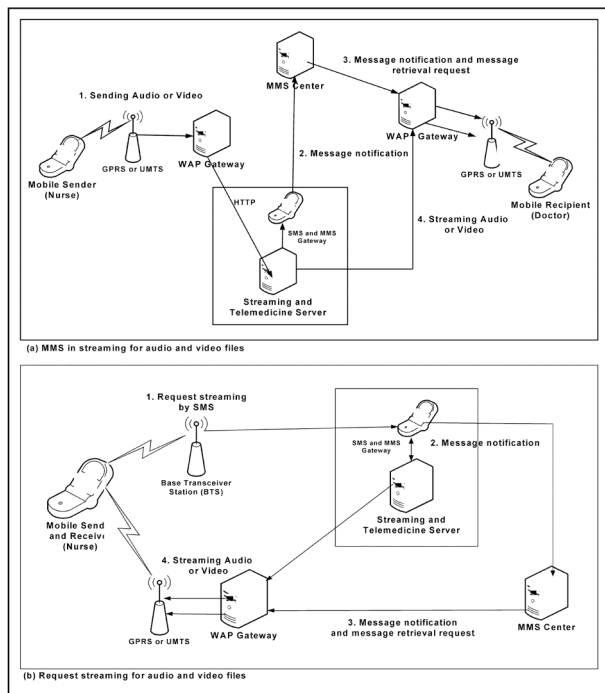 MMS Center
3. Message notification and message
retrieval request
1. Sending Audio or Video
WAP Gateway
WAP Gateway
GPRS or UMTS
Mobile Sender
(Nurse)
2. Message notification
GPRS or UMTS
Mobile Recipient
(Doctor)
HTTP
SMS and MMS
Gateway
4. Streaming Audio
or Video
Streaming and
Telemedicine Server
(a) MMS in streaming for audio and video files
1. Request streaming
by SMS
SMS and MMS
Gateway
2. Message notification
Base Transceiver
Station (BTS)
Streaming and
Telemedicine Server
Mobile Send
and Receiv
(Nurse)
4. Streaming Audio
or Video
GPRS or UMTS
WAP Gateway
3. Message notification
and message retrieval request
MMS Center
(b) Request streaming for audio and video files